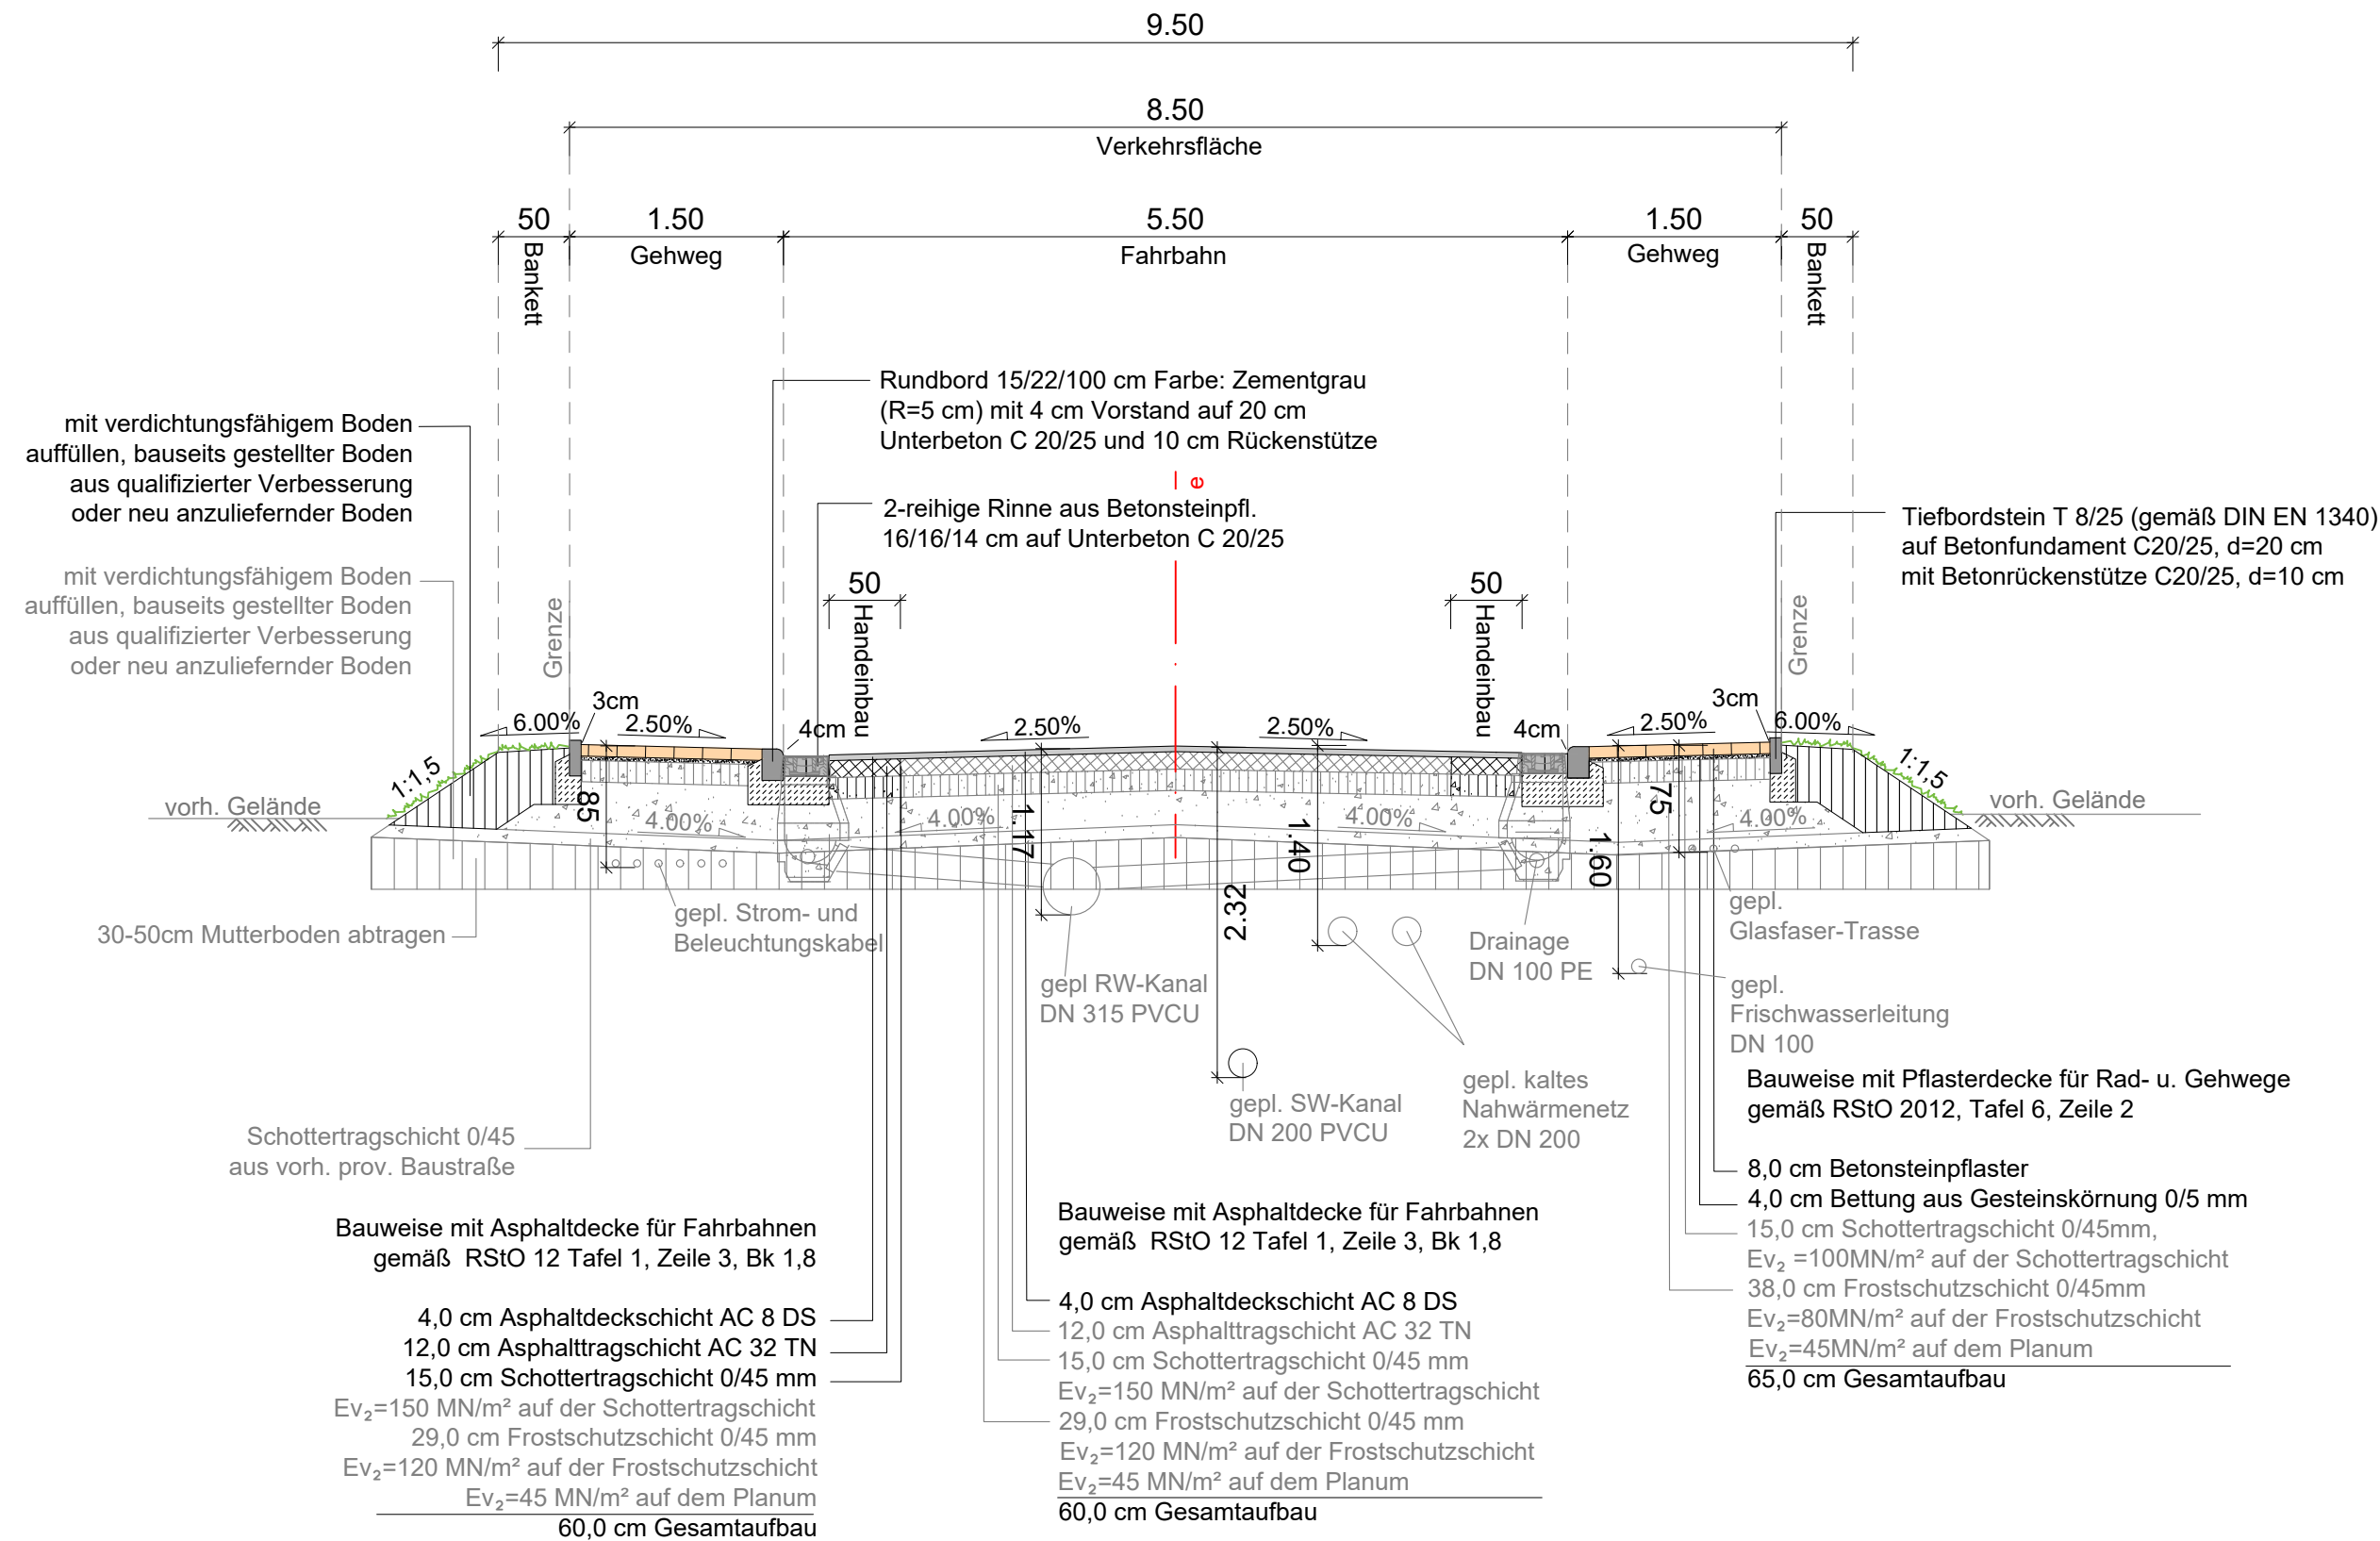 9.50
8.50
Verkehrsfläche
50
Bankett
1.50
Gehweg
5.50
Fahrbahn
1.50
Gehweg
50
Bankett
Rundbord 15/22/100 cm Farbe: Zementgrau
(R=5 cm) mit 4 cm Vorstand auf 20 cm
Unterbeton C 20/25 und 10 cm Rückenstütze
mit verdichtungsfähigem Boden
auffüllen, bauseits gestellter Boden
aus qualifizierter Verbesserung
oder neu anzuliefernder Boden
e
2-reihige Rinne aus Betonsteinpfl.
16/16/14 cm auf Unterbeton C 20/25
Tiefbordstein T 8/25 (gemäß DIN EN 1340)
auf Betonfundament C20/25, d=20 cm
mit Betonrückenstütze C20/25, d=10 cm
mit verdichtungsfähigem Boden
auffüllen, bauseits gestellter Boden
aus qualifizierter Verbesserung
oder neu anzuliefernder Boden
Grenze
50
Handeinbau
50
Handeinbau
Grenze
3cm
6.00%
2.50%
4cm
2.50%
2.50%
4cm
2.50%
3cm
6.00%
1:1,5
1:1,5
vorh. Gelände
vorh. Gelände
85
4.00%
4.00%
1.17
1.40
4.00%
1.60
75
4.00%
2.32
30-50cm Mutterboden abtragen
gepl. Strom- und
Beleuchtungskabel
gepl RW-Kanal
DN 315 PVCU
Drainage
DN 100 PE
gepl.
Glasfaser-Trasse
gepl.
Frischwasserleitung
DN 100
gepl. SW-Kanal
DN 200 PVCU
gepl. kaltes
Nahwärmenetz
2x DN 200
Schottertragschicht 0/45
aus vorh. prov. Baustraße
Bauweise mit Asphaltdecke für Fahrbahnen
gemäß  RStO 12 Tafel 1, Zeile 3, Bk 1,8
4,0 cm Asphaltdeckschicht AC 8 DS
12,0 cm Asphalttragschicht AC 32 TN
15,0 cm Schottertragschicht 0/45 mm
Ev₂=150 MN/m² auf der Schottertragschicht
29,0 cm Frostschutzschicht 0/45 mm
Ev₂=120 MN/m² auf der Frostschutzschicht
Ev₂=45 MN/m² auf dem Planum
60,0 cm Gesamtaufbau
Bauweise mit Asphaltdecke für Fahrbahnen
gemäß  RStO 12 Tafel 1, Zeile 3, Bk 1,8
4,0 cm Asphaltdeckschicht AC 8 DS
12,0 cm Asphalttragschicht AC 32 TN
15,0 cm Schottertragschicht 0/45 mm
Ev₂=150 MN/m² auf der Schottertragschicht
29,0 cm Frostschutzschicht 0/45 mm
Ev₂=120 MN/m² auf der Frostschutzschicht
Ev₂=45 MN/m² auf dem Planum
60,0 cm Gesamtaufbau
Bauweise mit Pflasterdecke für Rad- u. Gehwege
gemäß RStO 2012, Tafel 6, Zeile 2
8,0 cm Betonsteinpflaster
4,0 cm Bettung aus Gesteinskörnung 0/5 mm
15,0 cm Schottertragschicht 0/45mm,
Ev₂ =100MN/m² auf der Schottertragschicht
38,0 cm Frostschutzschicht 0/45mm
Ev₂=80MN/m² auf der Frostschutzschicht
Ev₂=45MN/m² auf dem Planum
65,0 cm Gesamtaufbau